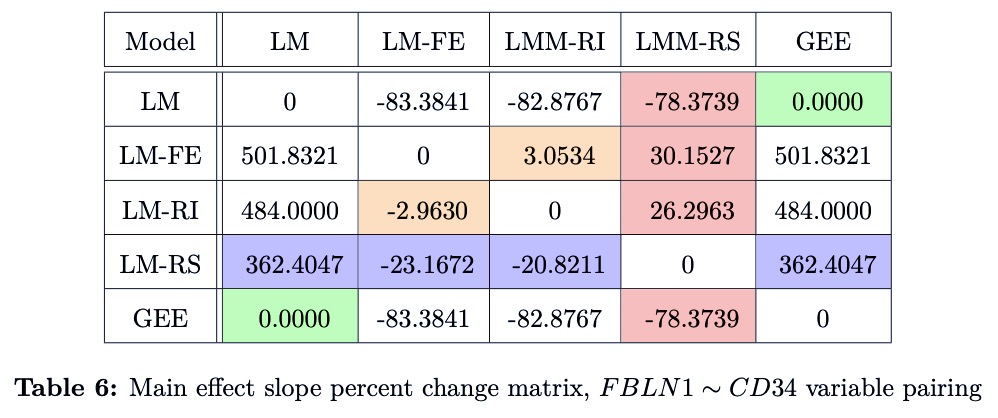 Model LM LM-FE LMM-RI LMM-RS GEE
LM 0 -83.3841 -82.8767 -78.3739 0.0000
LM-FE 501.8321 0 3.0534 30.1527 501.8321
LM-RI 484.0000 -2.9630 0 26.2963 484.0000
LM-RS 362.4047 -23.1672 -20.8211 0 362.4047
GEE 0.0000 -83.3841 -82.8767 -78.3739 0
Table 6: Main effect slope percent change matrix, FBLN1 ∼ CD34 variable pairing